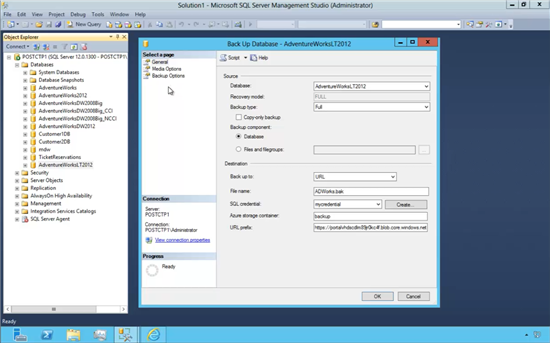 Solution1 - Microsoft SQL Server Management Studio (Administrator)
File Edit View Project Debug Tools Window Help
New Query
Object Explorer
Connect
POSTCTP1 (SQL Server 12.0.1300 - POSTCTP1\
Databases
System Databases
Database Snapshots
AdventureWorks
AdventureWorks2012
AdventureWorksDW2008Big
AdventureWorksDW2008Big_CCI
AdventureWorksDW2008Big_NCCI
AdventureWorksDW2012
Customer1DB
Customer2DB
mdw
TicketReservations
AdventureWorksLT2012
Security
Server Objects
Replication
AlwaysOn High Availability
Management
Integration Services Catalogs
SQL Server Agent
Back Up Database - AdventureWorksLT2012
Select a page
General
Media Options
Backup Options
Connection
Server:
POSTCTP1
Connection:
POSTCTP1\Administrator
View connection properties
Progress
Ready
Script
Help
Source
Database: AdventureWorksLT2012
Recovery model: FULL
Backup type: Full
Copy-only backup
Backup component:
Database
Files and filegroups:
Destination
Back up to: URL
File name: ADWorks.bak
SQL credential: mycredential Create...
Azure storage container: backup
URL prefix:
OK Cancel
Ready